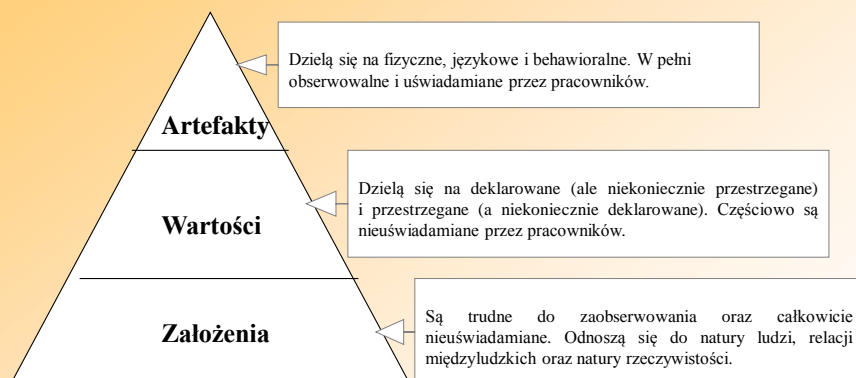 Dzielą się na fizyczne, językowe i behawioralne. W pełni
obserwowalne i uświadamiane przez pracowników.
Artefakty
Dzielą się na deklarowane (ale niekoniecznie przestrzegane)
i przestrzegane (a niekoniecznie deklarowane). Częściowo są
nieuświadamiane przez pracowników.
Wartości
Są trudne do zaobserwowania oraz całkowicie
nieuświadamiane. Odnoszą się do natury ludzi, relacji
międzyludzkich oraz natury rzeczywistości.
Założenia